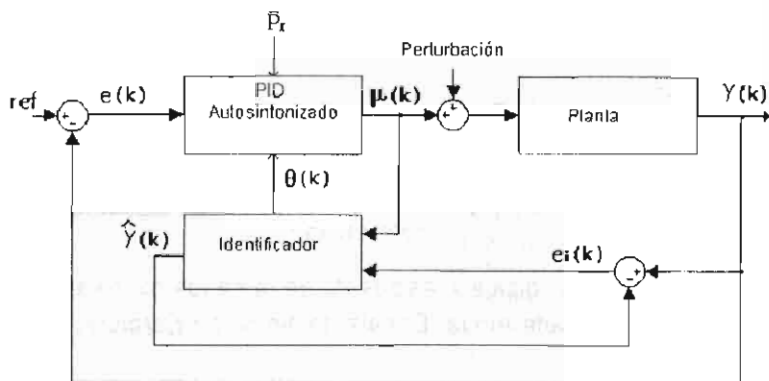 P̄r
Perturbación
ref
e(k)
PID
Autosintonizado
μ(k)
Planta
Y(k)
θ(k)
Ŷ(k)
Identificador
ei(k)